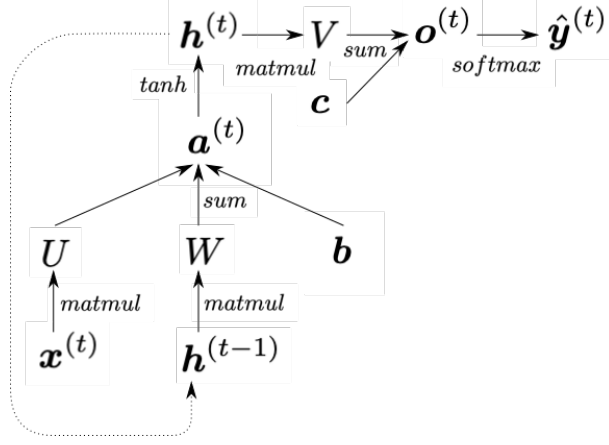 h^(t) V o^(t) ŷ^(t)
matmul sum softmax
tanh c
a^(t)
sum
U W b
matmul matmul
x^(t) h^(t−1)